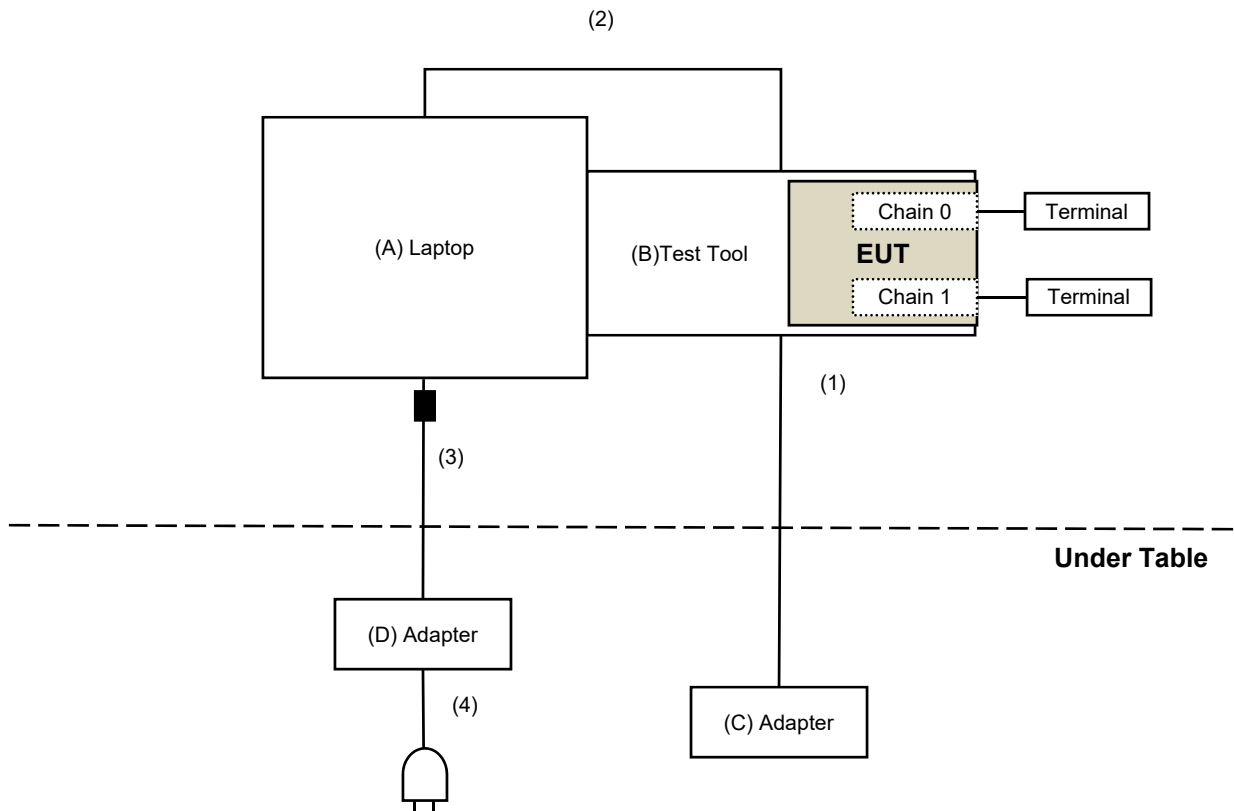 (2)
Chain 0
Terminal
(A) Laptop
(B)Test Tool
EUT
Chain 1
Terminal
(1)
(3)
Under Table
(D) Adapter
(4)
(C) Adapter